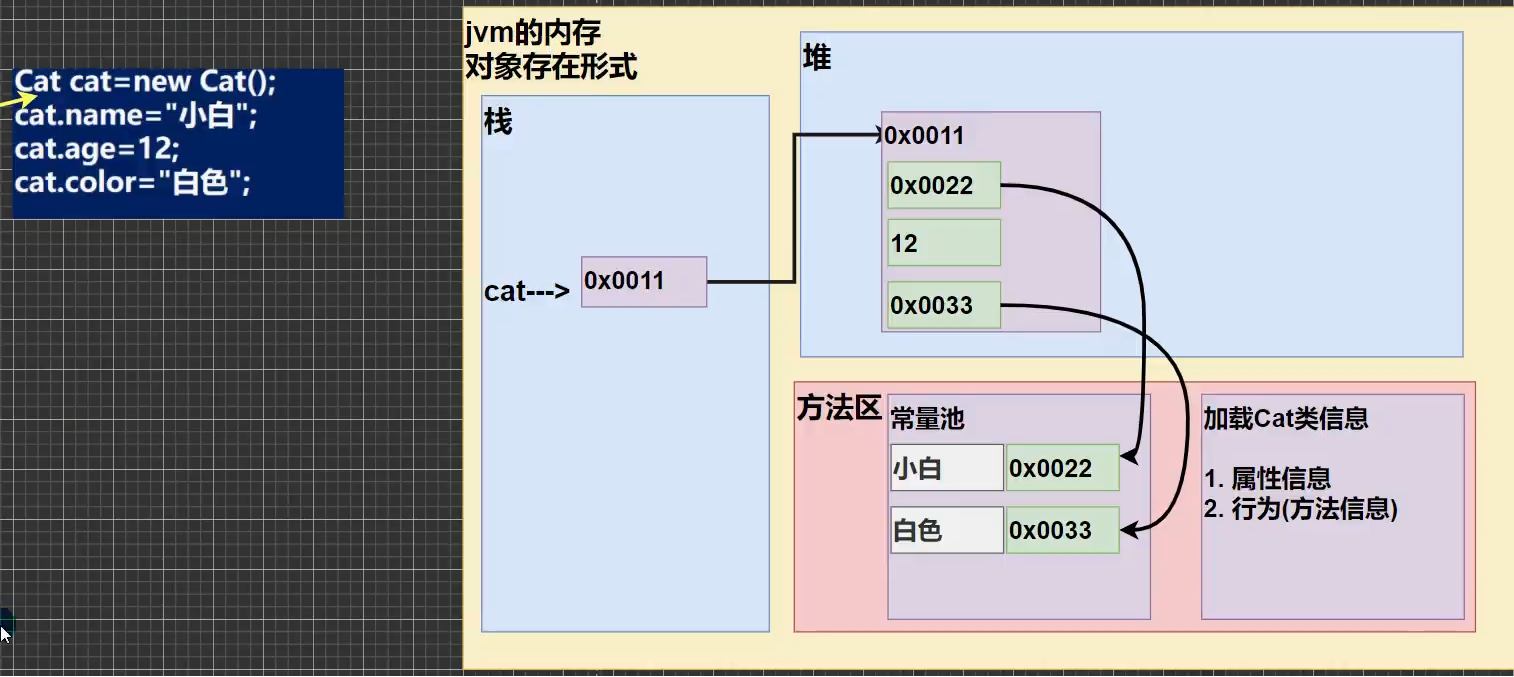 Cat cat=new Cat();
cat.name="小白";
cat.age=12;
cat.color="白色";
jvm的内存
对象存在形式
栈
cat--->
0x0011
堆
0x0011
0x0022
12
0x0033
方法区
常量池
小白 0x0022
白色 0x0033
加载Cat类信息
1. 属性信息
2. 行为(方法信息)